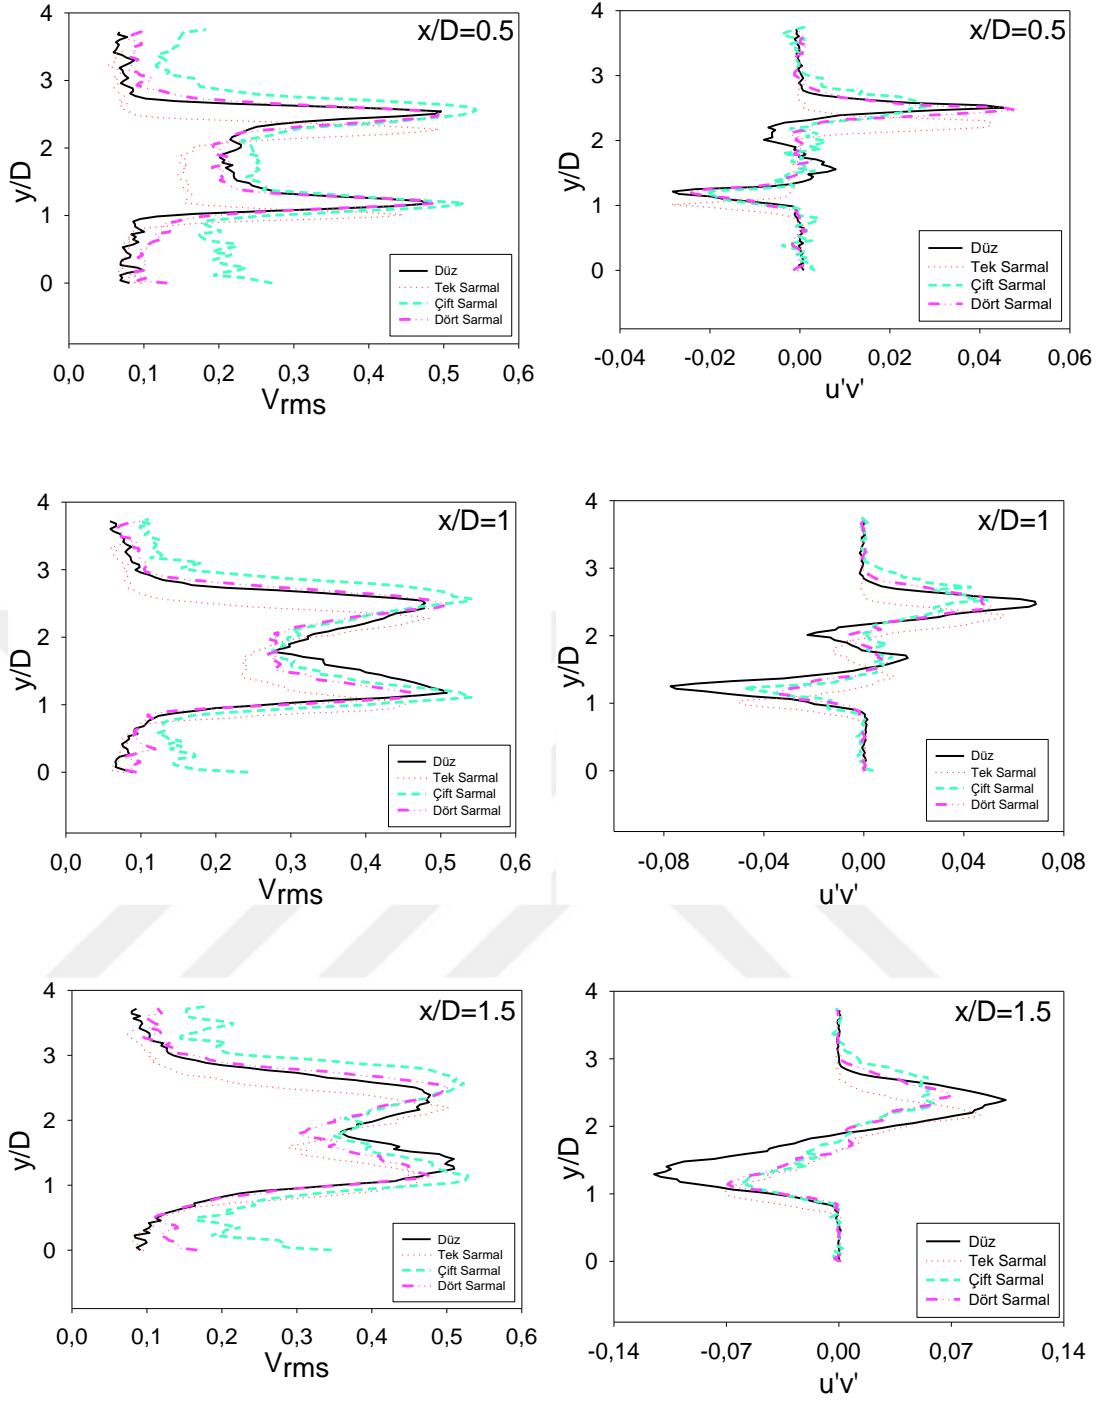 4
3
2
1
0
y/D
x/D=0.5
Düz
Tek Sarmal
Çift Sarmal
Dört Sarmal
0,0 0,1 0,2 0,3 0,4 0,5 0,6
Vrms
4
3
2
1
0
y/D
x/D=0.5
Düz
Tek Sarmal
Çift Sarmal
Dört Sarmal
-0,04 -0,02 0,00 0,02 0,04 0,06
u'v'
4
3
2
1
0
y/D
x/D=1
Düz
Tek Sarmal
Çift Sarmal
Dört Sarmal
0,0 0,1 0,2 0,3 0,4 0,5 0,6
Vrms
4
3
2
1
0
y/D
x/D=1
Düz
Tek Sarmal
Çift Sarmal
Dört Sarmal
-0,08 -0,04 0,00 0,04 0,08
u'v'
4
3
2
1
0
y/D
x/D=1.5
Düz
Tek Sarmal
Çift Sarmal
Dört Sarmal
0,0 0,1 0,2 0,3 0,4 0,5 0,6
Vrms
4
3
2
1
0
y/D
x/D=1.5
Düz
Tek Sarmal
Çift Sarmal
Dört Sarmal
-0,14 -0,07 0,00 0,07 0,14
u'v'